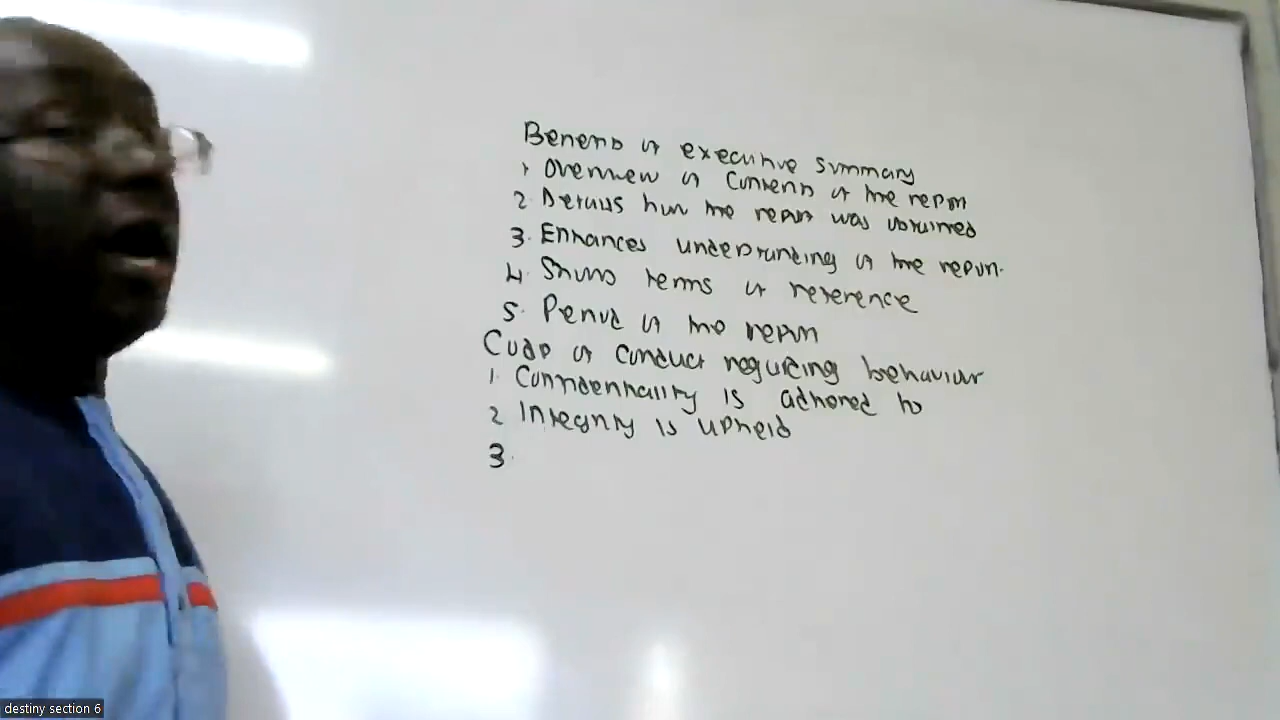 Benefits of executive summary
1 Overview of Contents of the report
2. Details how the report was obtained
3. Enhances understanding of the report.
4. Shows terms of reference
5. Period of the report
Code of Conduct regulating behaviour
1. Confidentiality is adhered to
2 Integrity is upheld
3.
destiny section 6